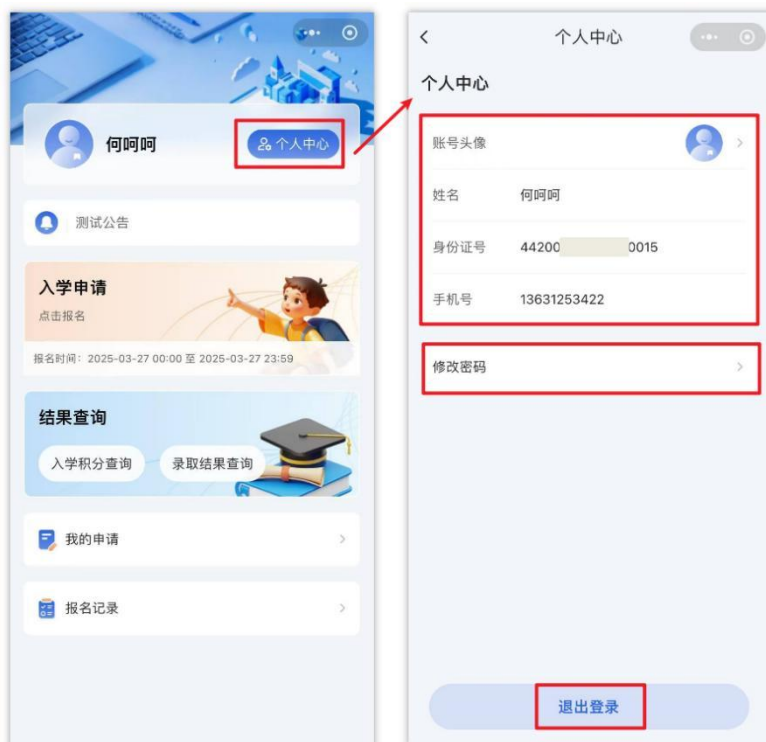 何呵呵
个人中心
测试公告
入学申请
点击报名
报名时间：2025-03-27 00:00 至 2025-03-27 23:59
结果查询
入学积分查询
录取结果查询
我的申请
报名记录
个人中心
个人中心
账号头像
姓名 何呵呵
身份证号 44200 0015
手机号 13631253422
修改密码
退出登录